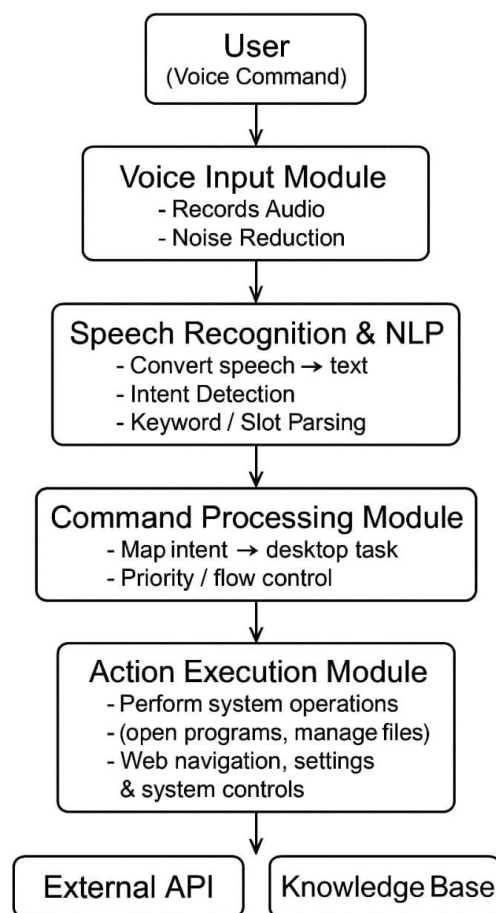 User
(Voice Command)
Voice Input Module
- Records Audio
- Noise Reduction
Speech Recognition & NLP
- Convert speech → text
- Intent Detection
- Keyword / Slot Parsing
Command Processing Module
- Map intent → desktop task
- Priority / flow control
Action Execution Module
- Perform system operations
- (open programs, manage files)
- Web navigation, settings
& system controls
External API
Knowledge Base